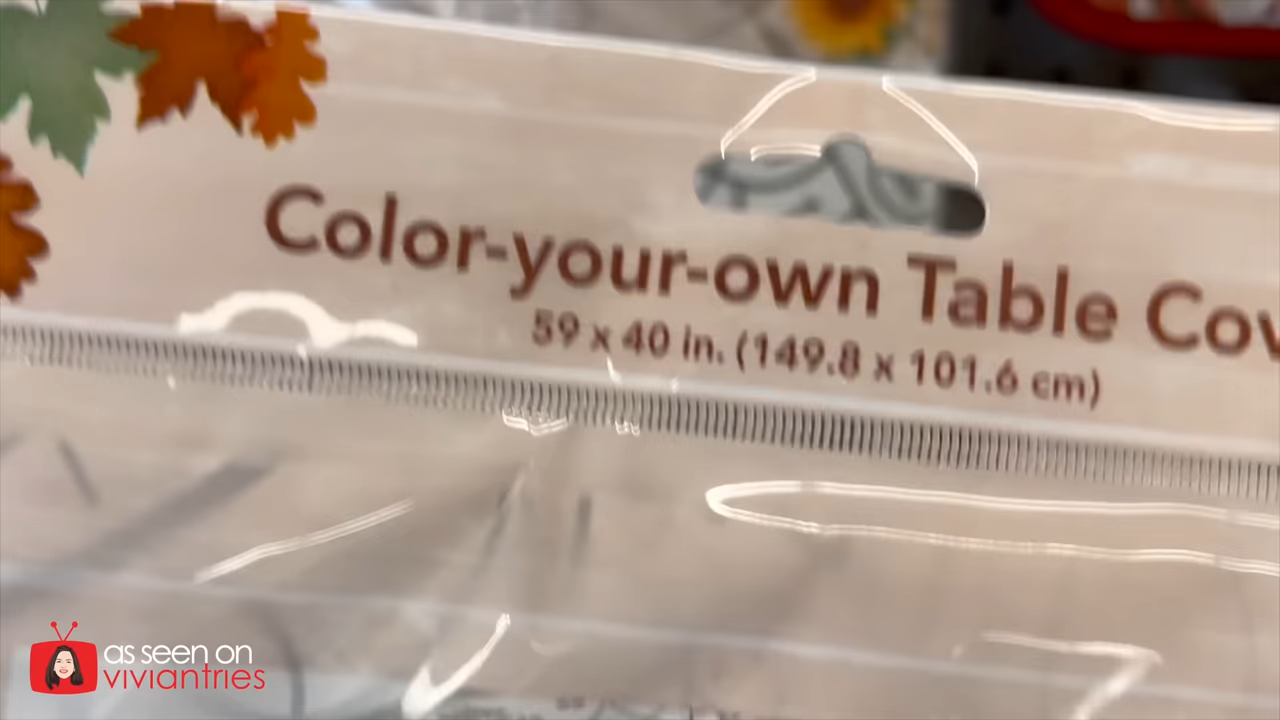 Color-your-own Table Cov
59 x 40 in. (149.8 x 101.6 cm)
as seen on
viviantries